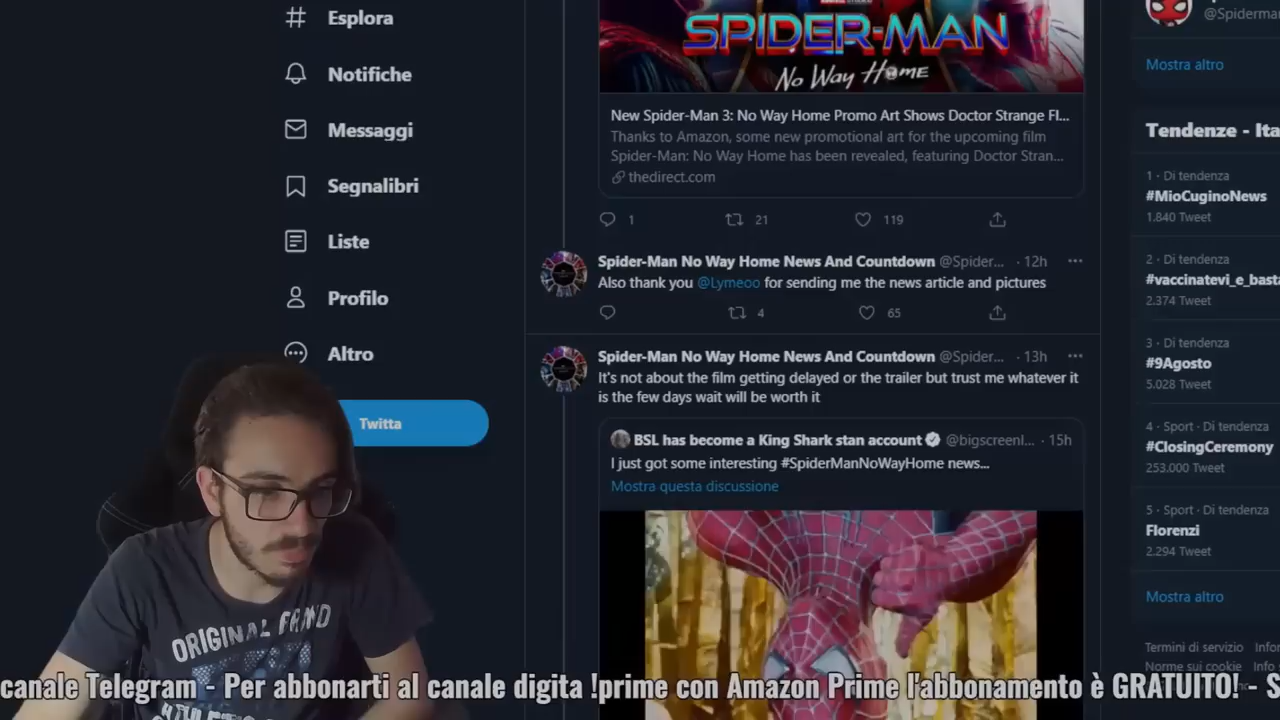 Esplora
Notifiche
Messaggi
Segnalibri
Liste
Profilo
Altro
Twitta
SPIDER-MAN
No Way Home
New Spider-Man 3: No Way Home Promo Art Shows Doctor Strange Fl...
Thanks to Amazon, some new promotional art for the upcoming film
Spider-Man: No Way Home has been revealed, featuring Doctor Stran...
thedirect.com
1 21 119
Spider-Man No Way Home News And Countdown @Spider... · 12h
Also thank you @Lymeoo for sending me the news article and pictures
4 65
Spider-Man No Way Home News And Countdown @Spider... · 13h
It's not about the film getting delayed or the trailer but trust me whatever it
is the few days wait will be worth it
BSL has become a King Shark stan account @bigscreenl... · 15h
I just got some interesting #SpiderManNoWayHome news...
Mostra questa discussione
@Spiderma
Mostra altro
Tendenze - Ita
1 · Di tendenza
#MioCuginoNews
1.840 Tweet
2 · Di tendenza
#vaccinatevi_e_basta
2.374 Tweet
3 · Di tendenza
#9Agosto
5.028 Tweet
4 · Sport · Di tendenza
#ClosingCeremony
253.000 Tweet
5 · Sport · Di tendenza
Florenzi
2.294 Tweet
Mostra altro
Termini di servizio Infor
Norme sui cookie Info s
ORIGINAL
canale Telegram - Per abbonarti al canale digita !prime con Amazon Prime l'abbonamento è GRATUITO! - S